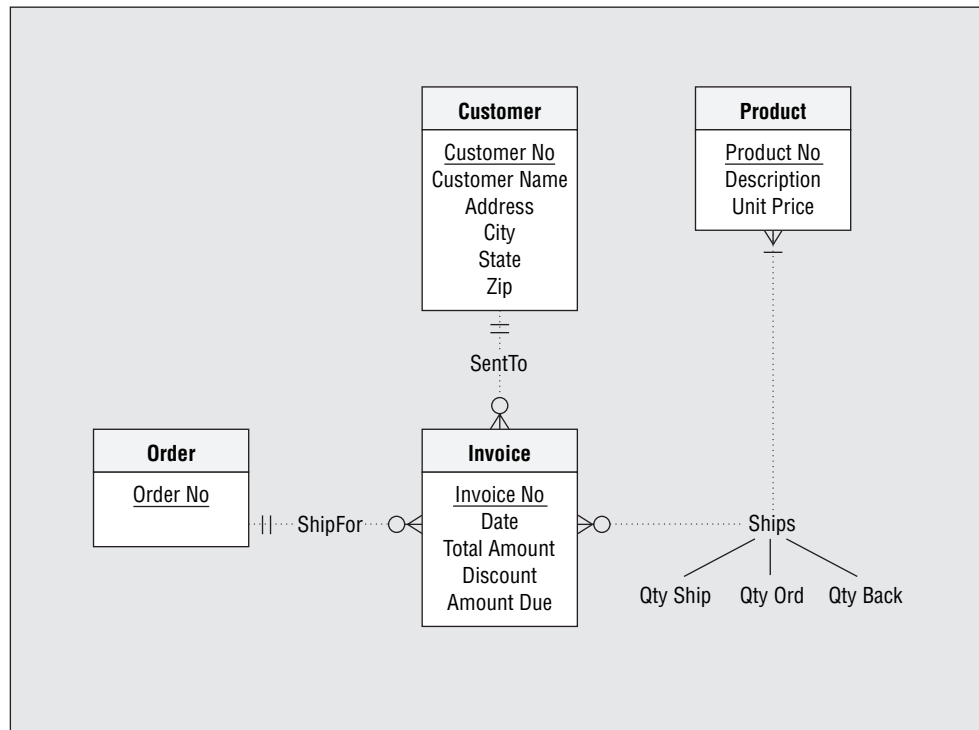 Customer
Customer No
Customer Name
Address
City
State
Zip
Product
Product No
Description
Unit Price
SentTo
Order
Order No
ShipFor
Invoice
Invoice No
Date
Total Amount
Discount
Amount Due
Ships
Qty Ship
Qty Ord
Qty Back